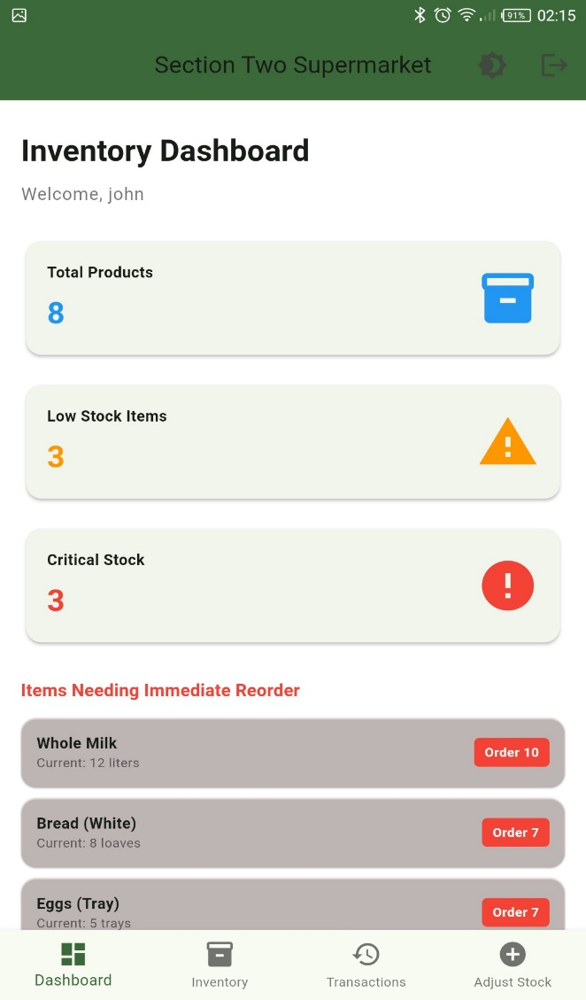 91% 02:15
Section Two Supermarket
Inventory Dashboard
Welcome, john
Total Products
8
Low Stock Items
3
Critical Stock
3
Items Needing Immediate Reorder
Whole Milk
Current: 12 liters
Order 10
Bread (White)
Current: 8 loaves
Order 7
Eggs (Tray)
Current: 5 trays
Order 7
Dashboard
Inventory
Transactions
Adjust Stock